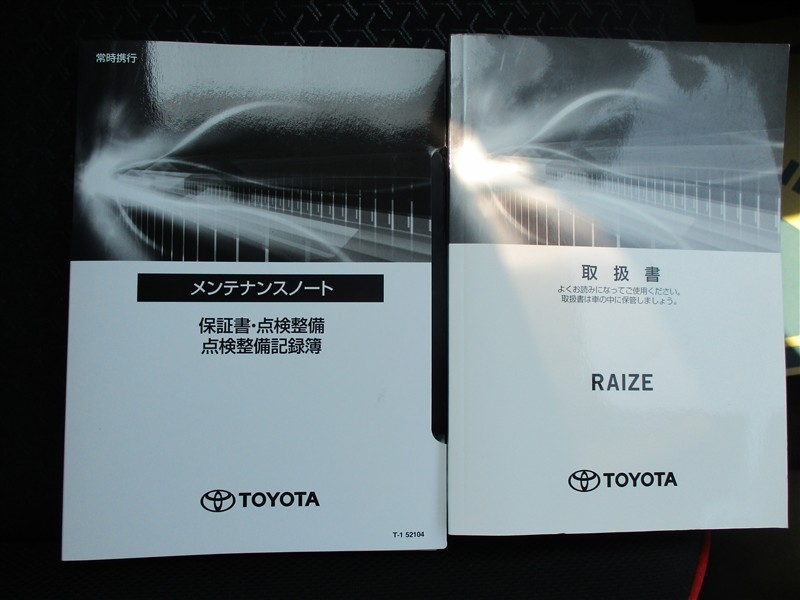 常時携行
メンテナンスノート
保証書・点検整備
点検整備記録簿
TOYOTA
T-1 52104
取扱書
よくお読みになってご使用ください。
取扱書は車の中に保管しましょう。
RAIZE
TOYOTA